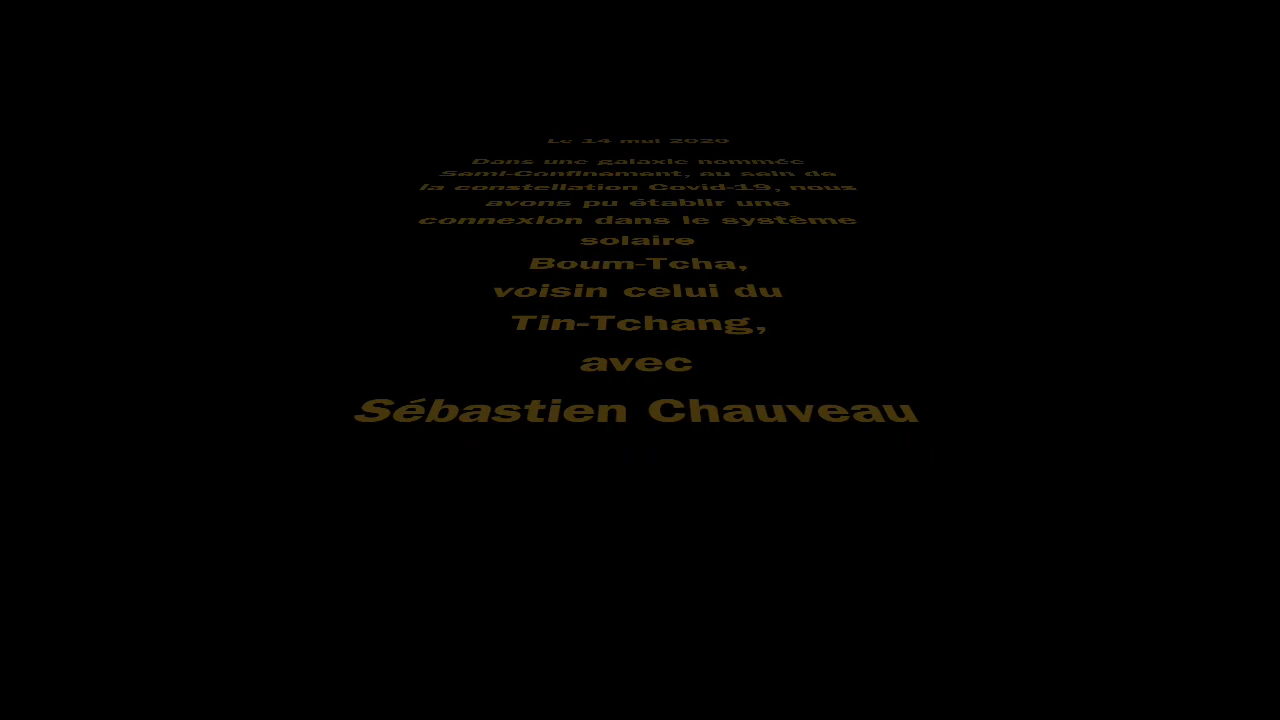 Le 14 mai 2020
Dans une galaxie nommée
Semi-Confinement, au sein de
la constellation Covid-19, nous
avons pu établir une
connexion dans le système
solaire
Boum-Tcha,
voisin celui du
Tin-Tchang,
avec
Sébastien Chauveau